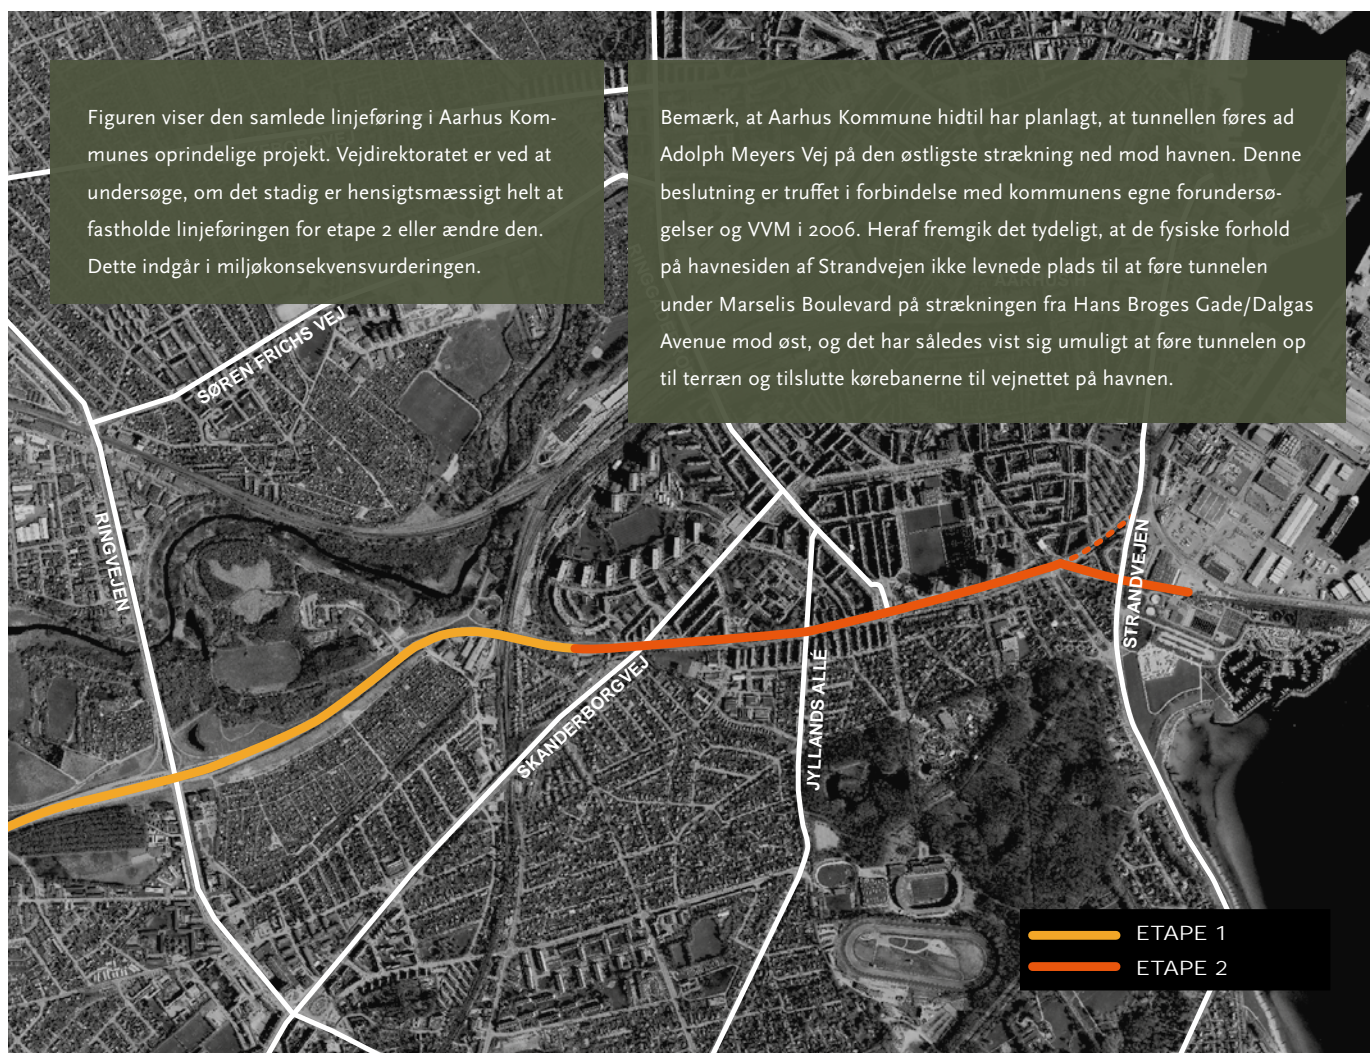 Figuren viser den samlede linjeføring i Aarhus Kom-
munes oprindelige projekt. Vejdirektoratet er ved at
undersøge, om det stadig er hensigtsmæssigt helt at
fastholde linjeføringen for etape 2 eller ændre den.
Dette indgår i miljøkonsekvensvurderingen.
Bemærk, at Aarhus Kommune hidtil har planlagt, at tunnellen føres ad
Adolph Meyers Vej på den østligste strækning ned mod havnen. Denne
beslutning er truffet i forbindelse med kommunens egne forundersø-
gelser og VVM i 2006. Heraf fremgik det tydeligt, at de fysiske forhold
på havnesiden af Strandvejen ikke levnede plads til at føre tunnelen
under Marselis Boulevard på strækningen fra Hans Broges Gade/Dalgas
Avenue mod øst, og det har således vist sig umuligt at føre tunnelen op
til terræn og tilslutte kørebanerne til vejnettet på havnen.
SØREN FRICHS VEJ
RINGVEJEN
SKANDERBORGVEJ
JYLLANDS ALLÉ
STRANDVEJEN
ETAPE 1
ETAPE 2